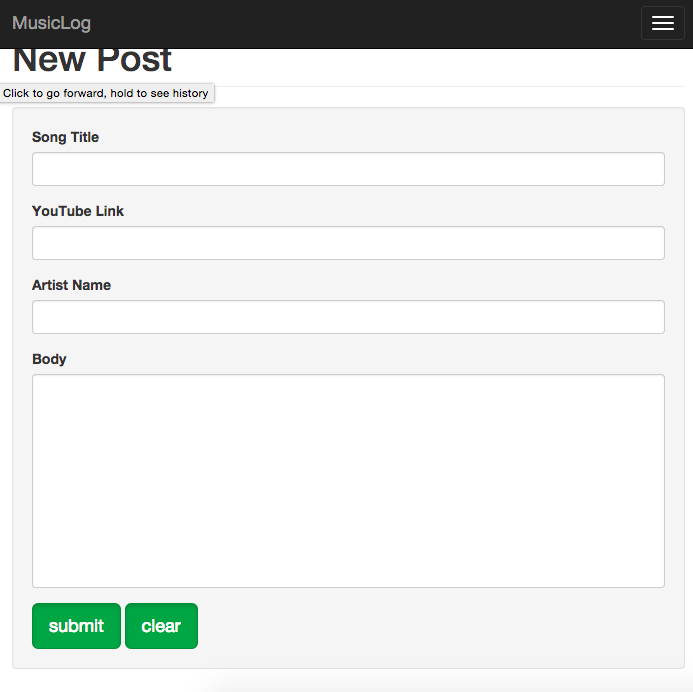 MusicLog
New Post
Click to go forward, hold to see history
Song Title
YouTube Link
Artist Name
Body
submit clear